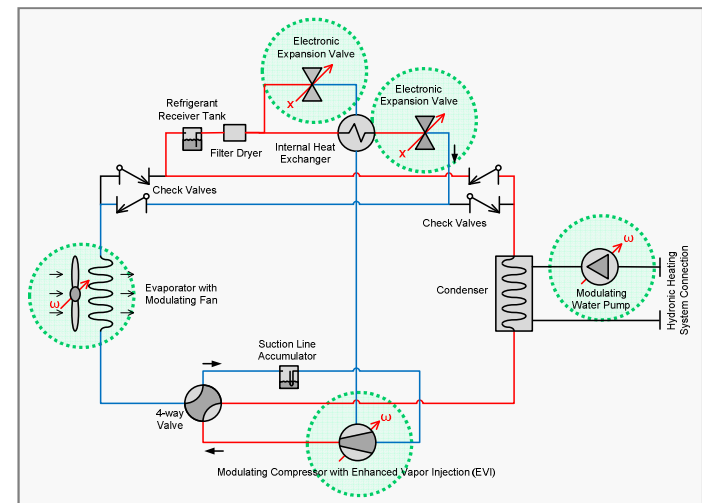 Electronic
Expansion Valve
Electronic
Expansion Valve
x
x
Refrigerant
Receiver Tank
Filter Dryer
Internal Heat
Exchanger
Check Valves
Check Valves
ω
Evaporator with
Modulating Fan
Condenser
ω
Modulating
Water Pump
Hydronic Heating
System Connection
Suction Line
Accumulator
4-way
Valve
ω
Modulating Compressor with Enhanced Vapor Injection (EVI)